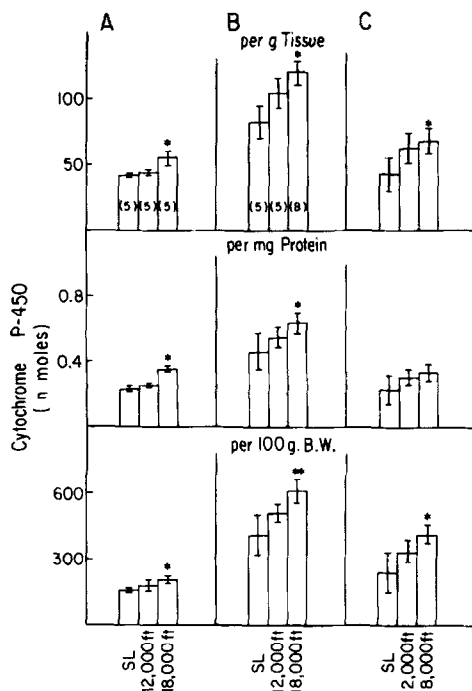 A B C
per g Tissue
*
*
*
100
50
(5) (5) (5)
(5) (5) (8)
per mg Protein
*
*
0.8
0.4
Cytochrome P-450
(n moles)
per 100 g. B.W.
**
*
*
600
300
SL
12,000ft
18,000ft
SL
12,000ft
18,000ft
SL
2,000ft
8,000ft